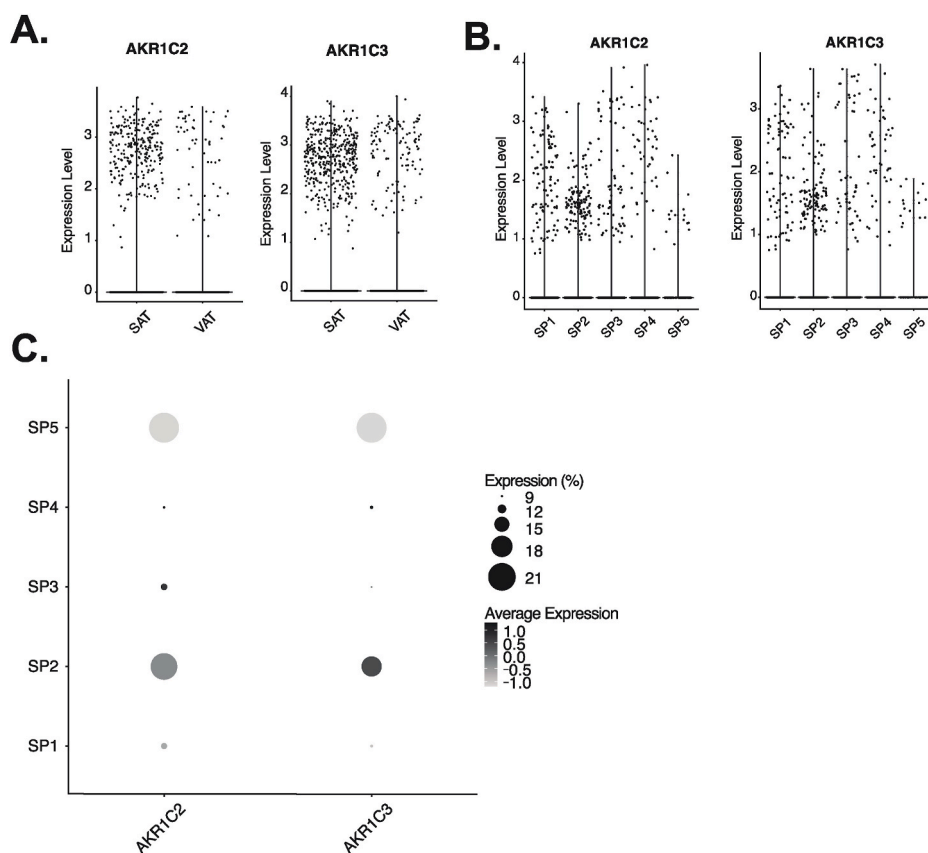 A.
AKR1C2
AKR1C3
Expression Level
3
2
1
0
SAT
VAT
Expression Level
4
3
2
1
0
SAT
VAT
B.
AKR1C2
AKR1C3
Expression Level
4
3
2
1
0
SP1
SP2
SP3
SP4
SP5
Expression Level
3
2
1
0
SP1
SP2
SP3
SP4
SP5
C.
SP5
SP4
SP3
SP2
SP1
AKR1C2
AKR1C3
Expression (%)
9
12
15
18
21
Average Expression
1.0
0.5
0.0
-0.5
-1.0